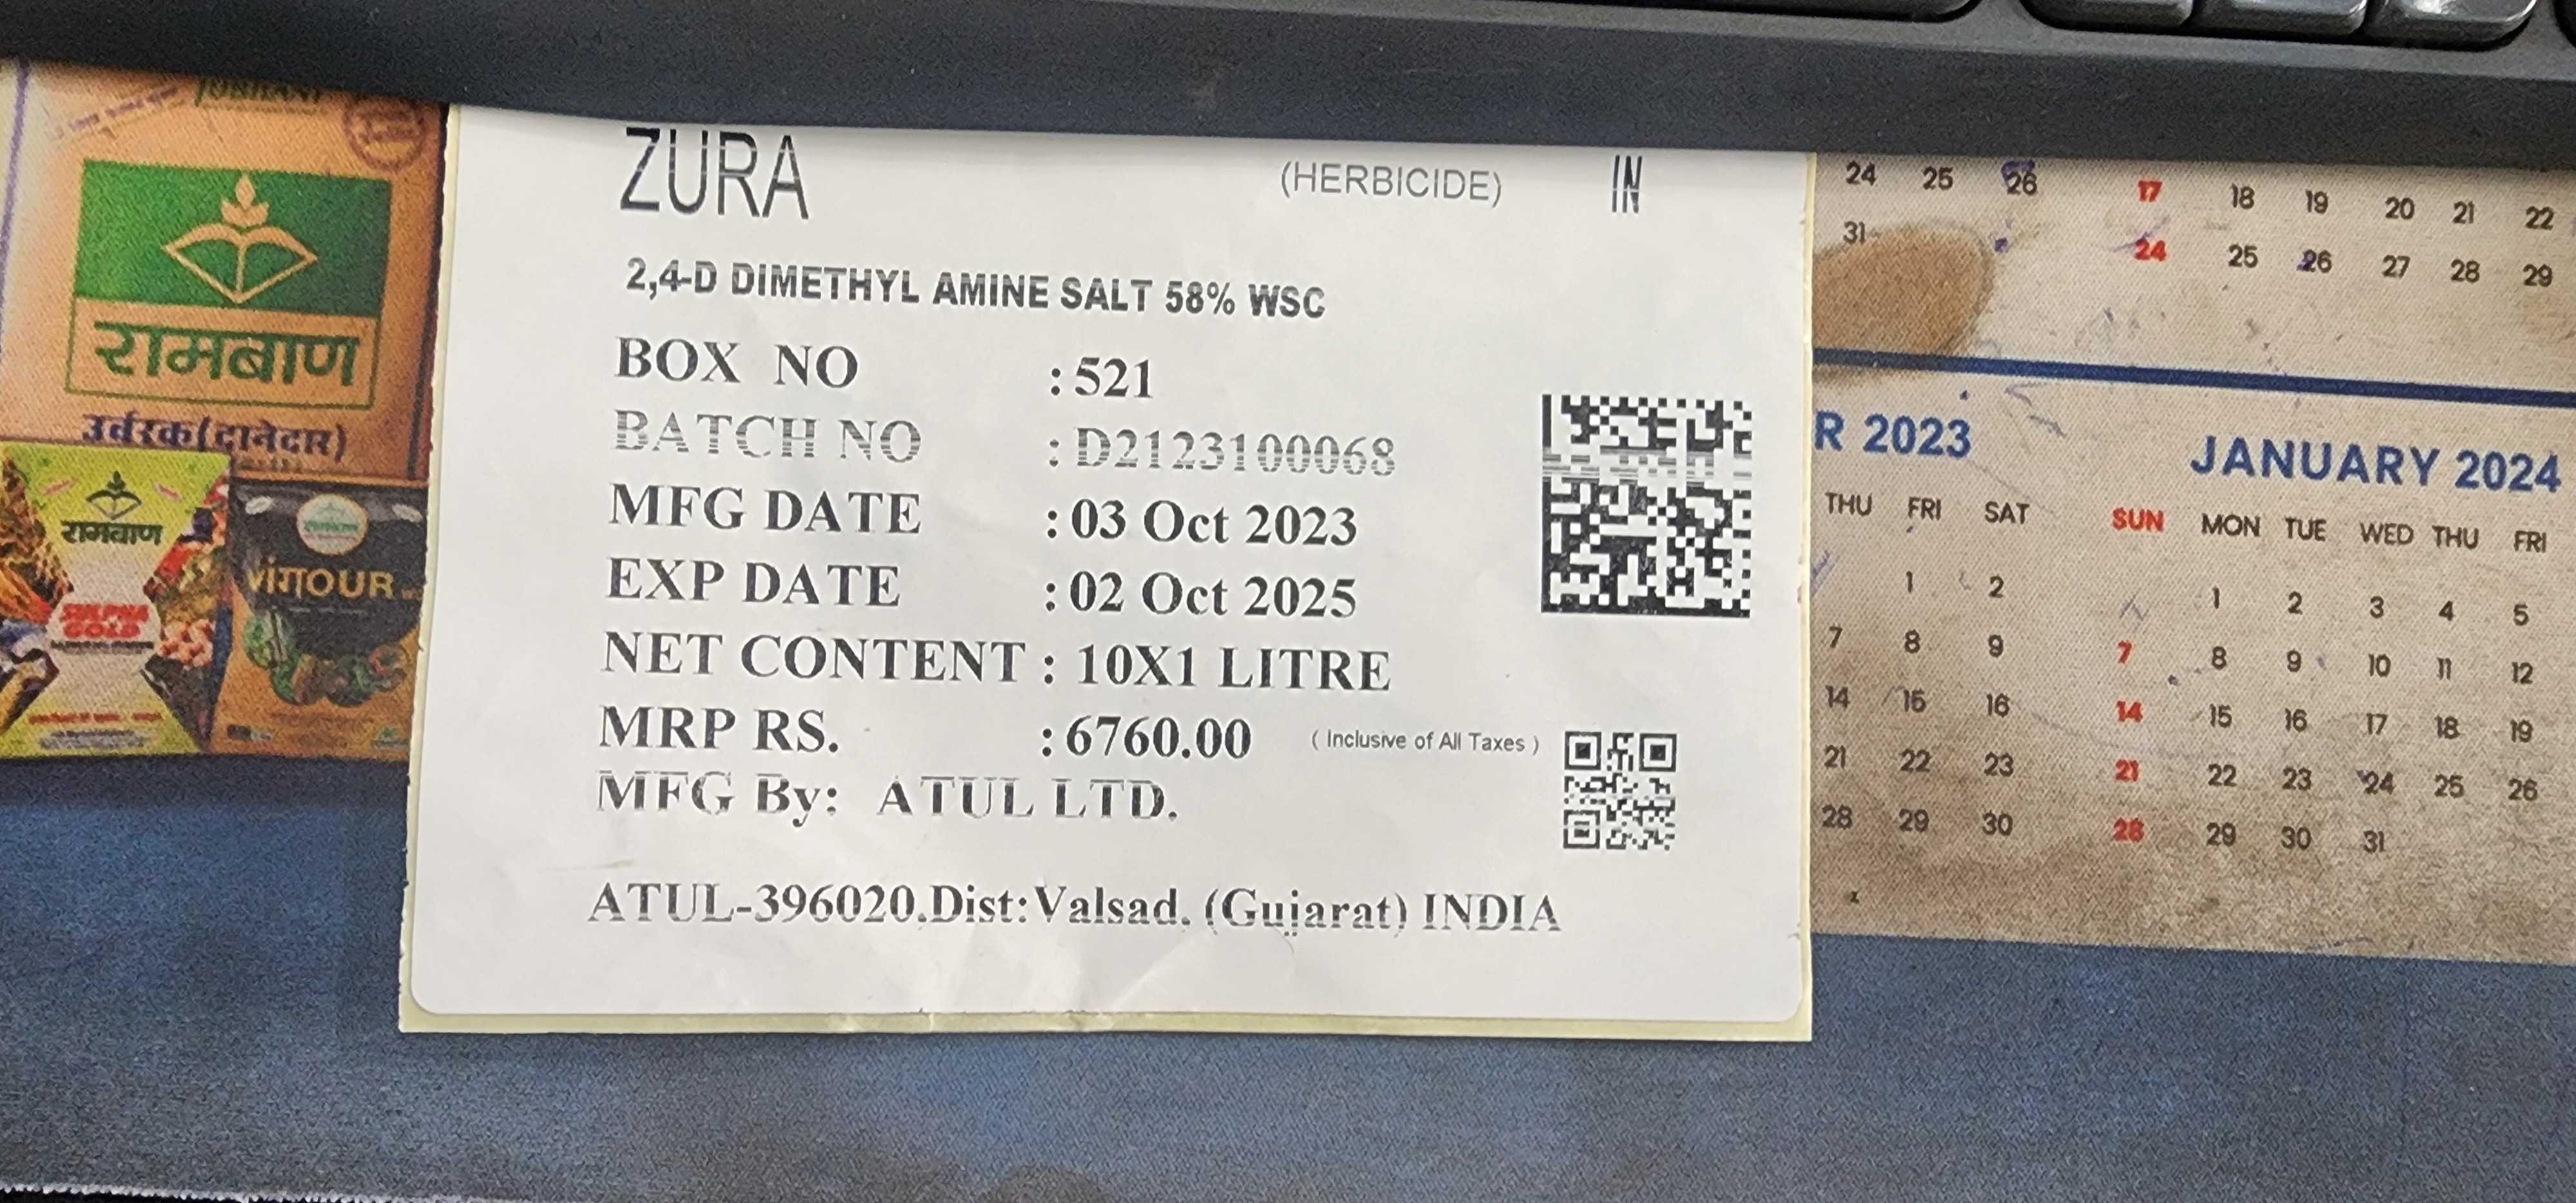 रामबाण
उर्वरक(दानेदार)
रामबाण
GOLD
ZURA (HERBICIDE) IN
2,4-D DIMETHYL AMINE SALT 58% WSC
BOX NO : 521
BATCH NO : D2123100068
MFG DATE : 03 Oct 2023
EXP DATE : 02 Oct 2025
NET CONTENT : 10X1 LITRE
MRP RS. : 6760.00 ( Inclusive of All Taxes )
MFG By: ATUL LTD.
ATUL-396020.Dist:Valsad. (Gujarat) INDIA
24 25 26
31
17 18 19 20 21 22
24 25 26 27 28 29
R 2023
THU FRI SAT
1 2
7 8 9
14 15 16
21 22 23
28 29 30
JANUARY 2024
SUN MON TUE WED THU FRI
1 2 3 4 5
7 8 9 10 11 12
14 15 16 17 18 19
21 22 23 24 25 26
28 29 30 31